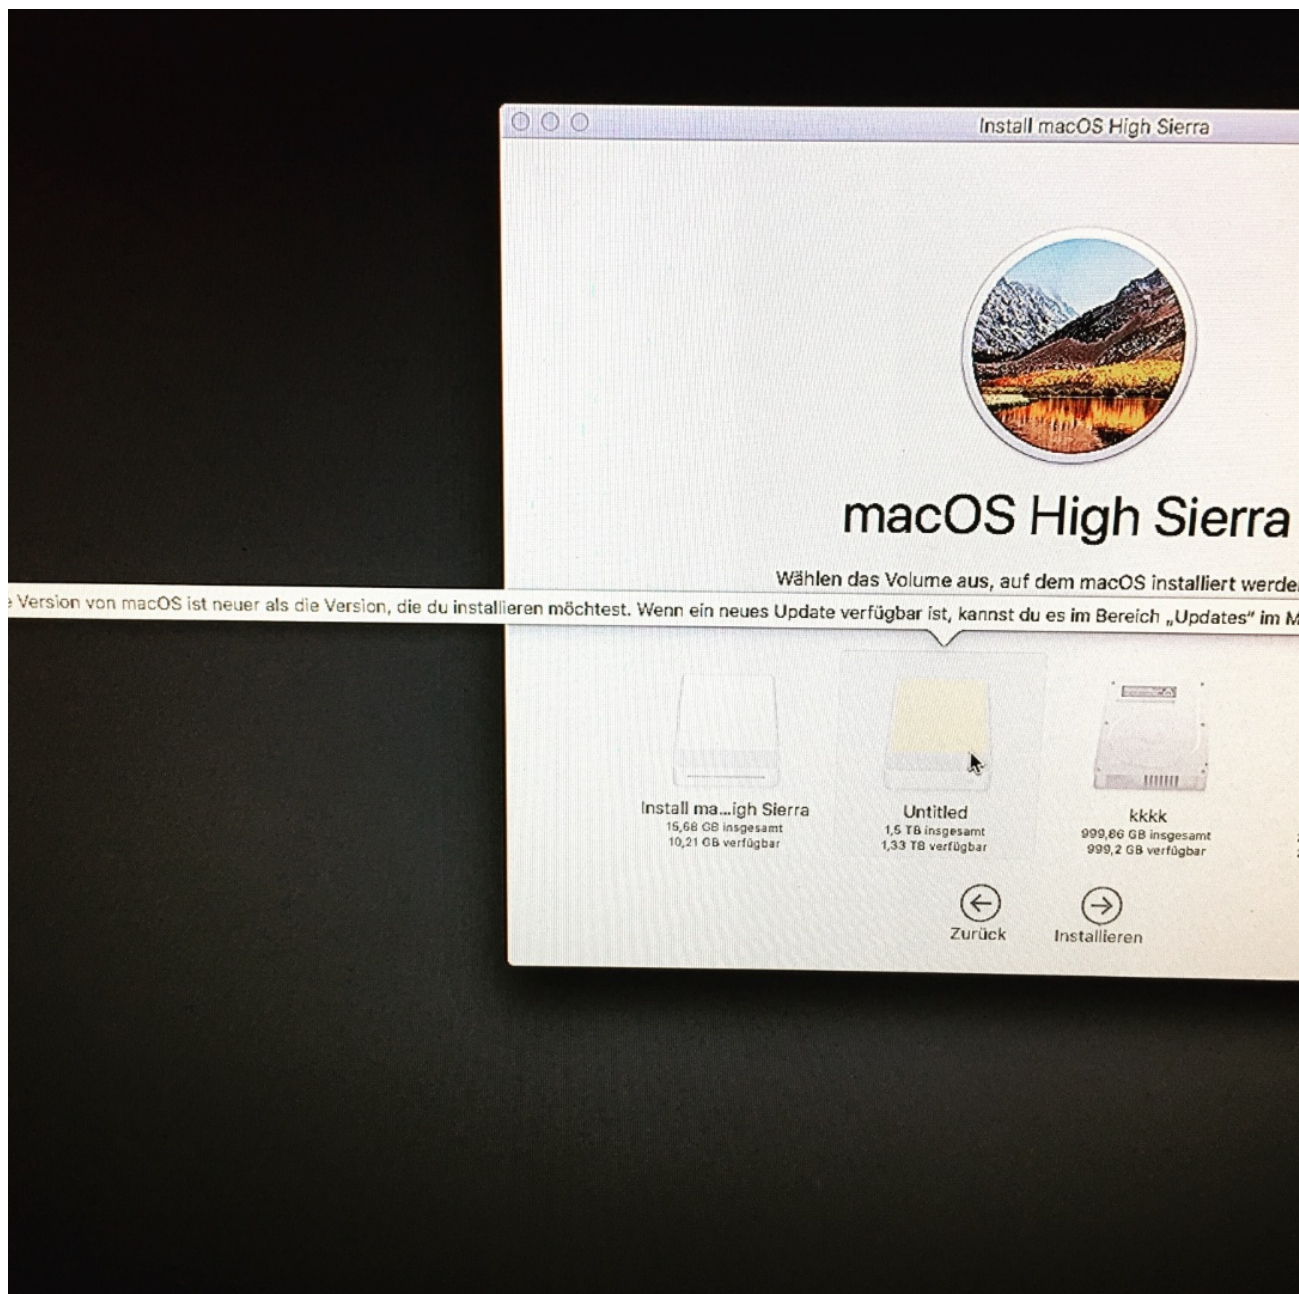 Install macOS High Sierra
macOS High Sierra
Wählen das Volume aus, auf dem macOS installiert
Version von macOS ist neuer als die Version, die du installieren möchtest. Wenn ein neues Update verfügbar ist, kannst du es im Bereich „Updates“ im M
Install ma...igh Sierra
15,68 GB insgesamt
10,21 GB verfügbar
Untitled
1,5 TB insgesamt
1,33 TB verfügbar
kkkk
999,86 GB insgesamt
999,2 GB verfügbar
Zurück
Installieren